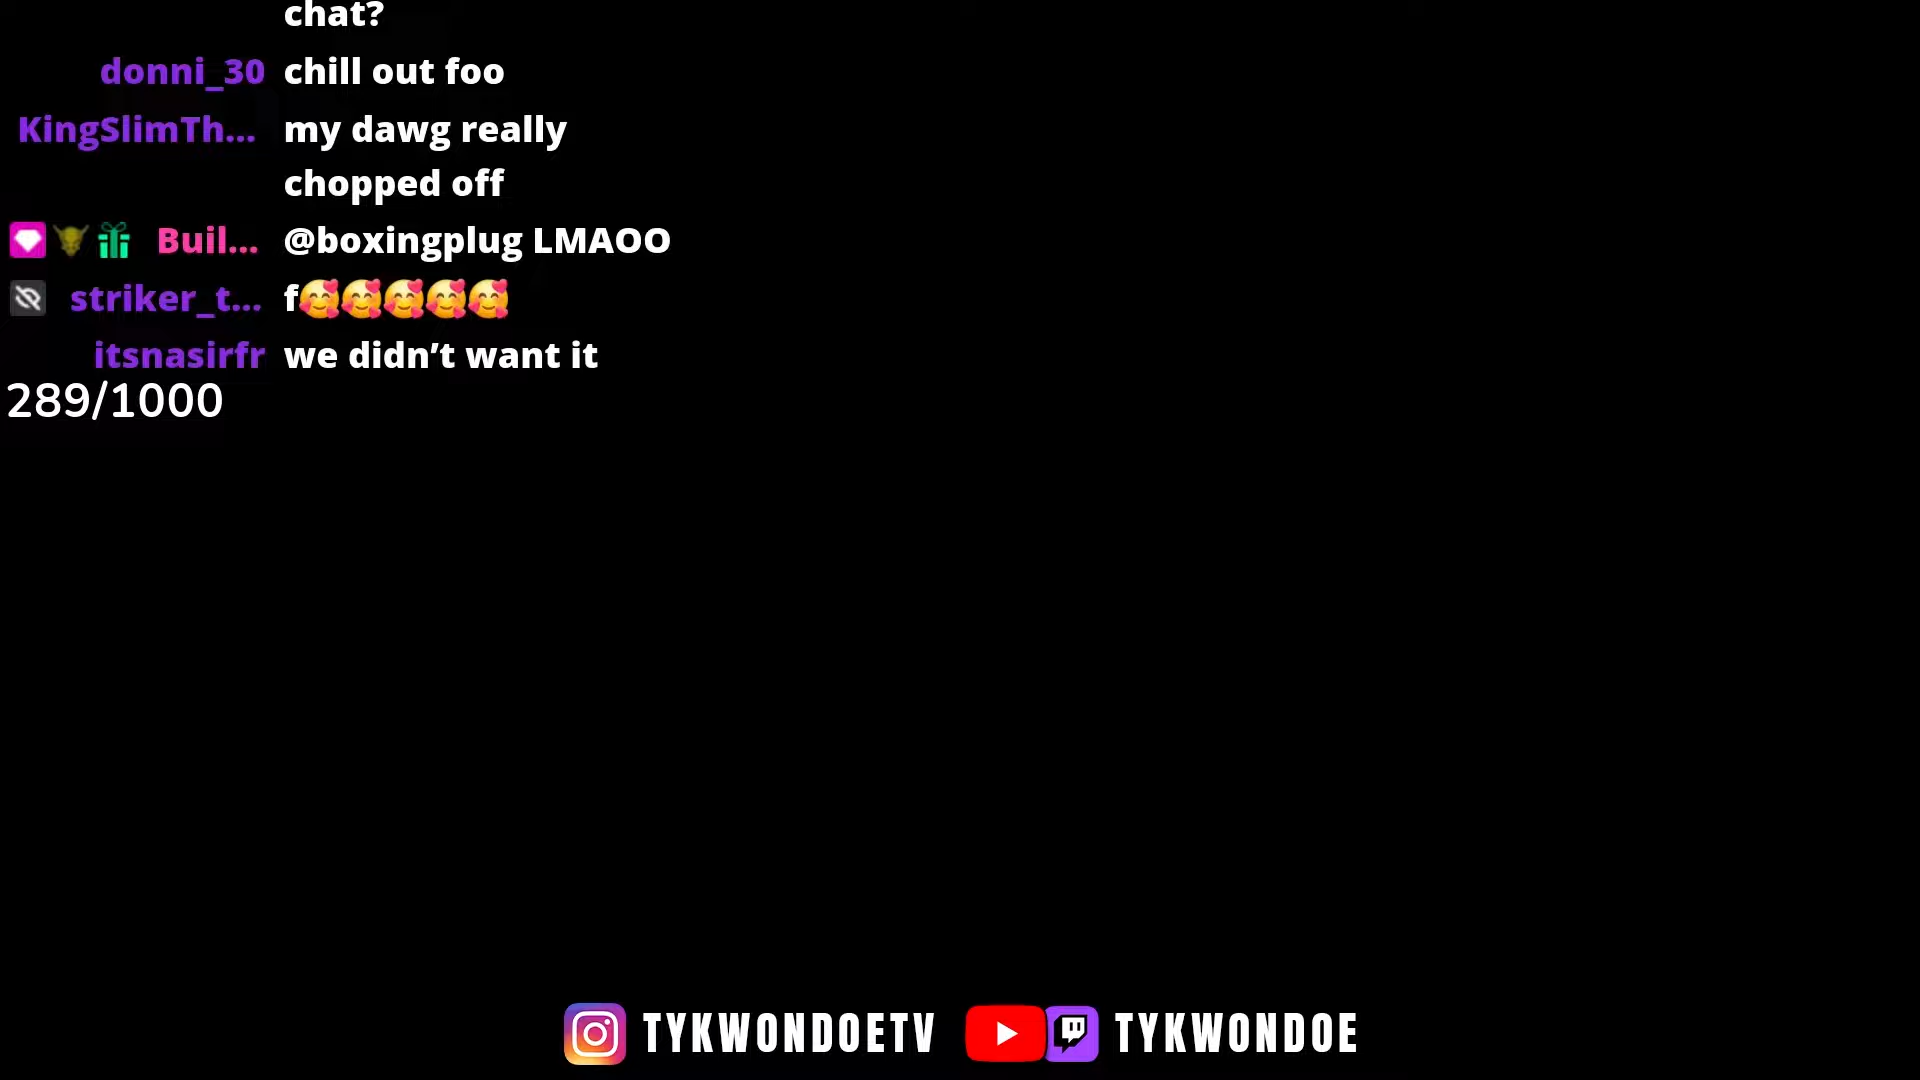 chat?
donni_30 chill out foo
KingSlimTh... my dawg really
chopped off
Buil... @boxingplug LMAOO
striker_t... f🥰🥰🥰🥰🥰
itsnasirfr we didn’t want it
289/1000
TYKWONDOETV TYKWONDOE